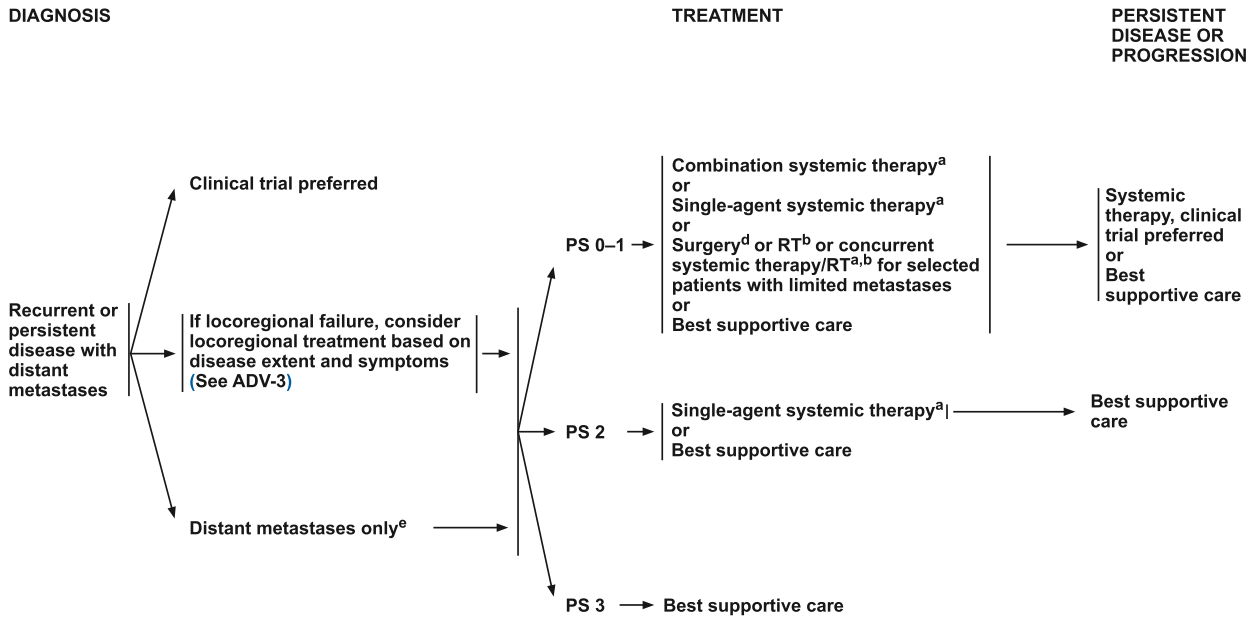 DIAGNOSIS
TREATMENT
PERSISTENT
DISEASE OR
PROGRESSION
Recurrent or
persistent
disease with
distant
metastases
Clinical trial preferred
If locoregional failure, consider
locoregional treatment based on
disease extent and symptoms
(See ADV-3)
Distant metastases onlyᵉ
PS 0–1
Combination systemic therapyᵃ
or
Single-agent systemic therapyᵃ
or
Surgeryᵈ or RTᵇ or concurrent
systemic therapy/RTᵃ,ᵇ for selected
patients with limited metastases
or
Best supportive care
Systemic
therapy, clinical
trial preferred
or
Best
supportive care
PS 2
Single-agent systemic therapyᵃ
or
Best supportive care
Best supportive
care
PS 3
Best supportive care